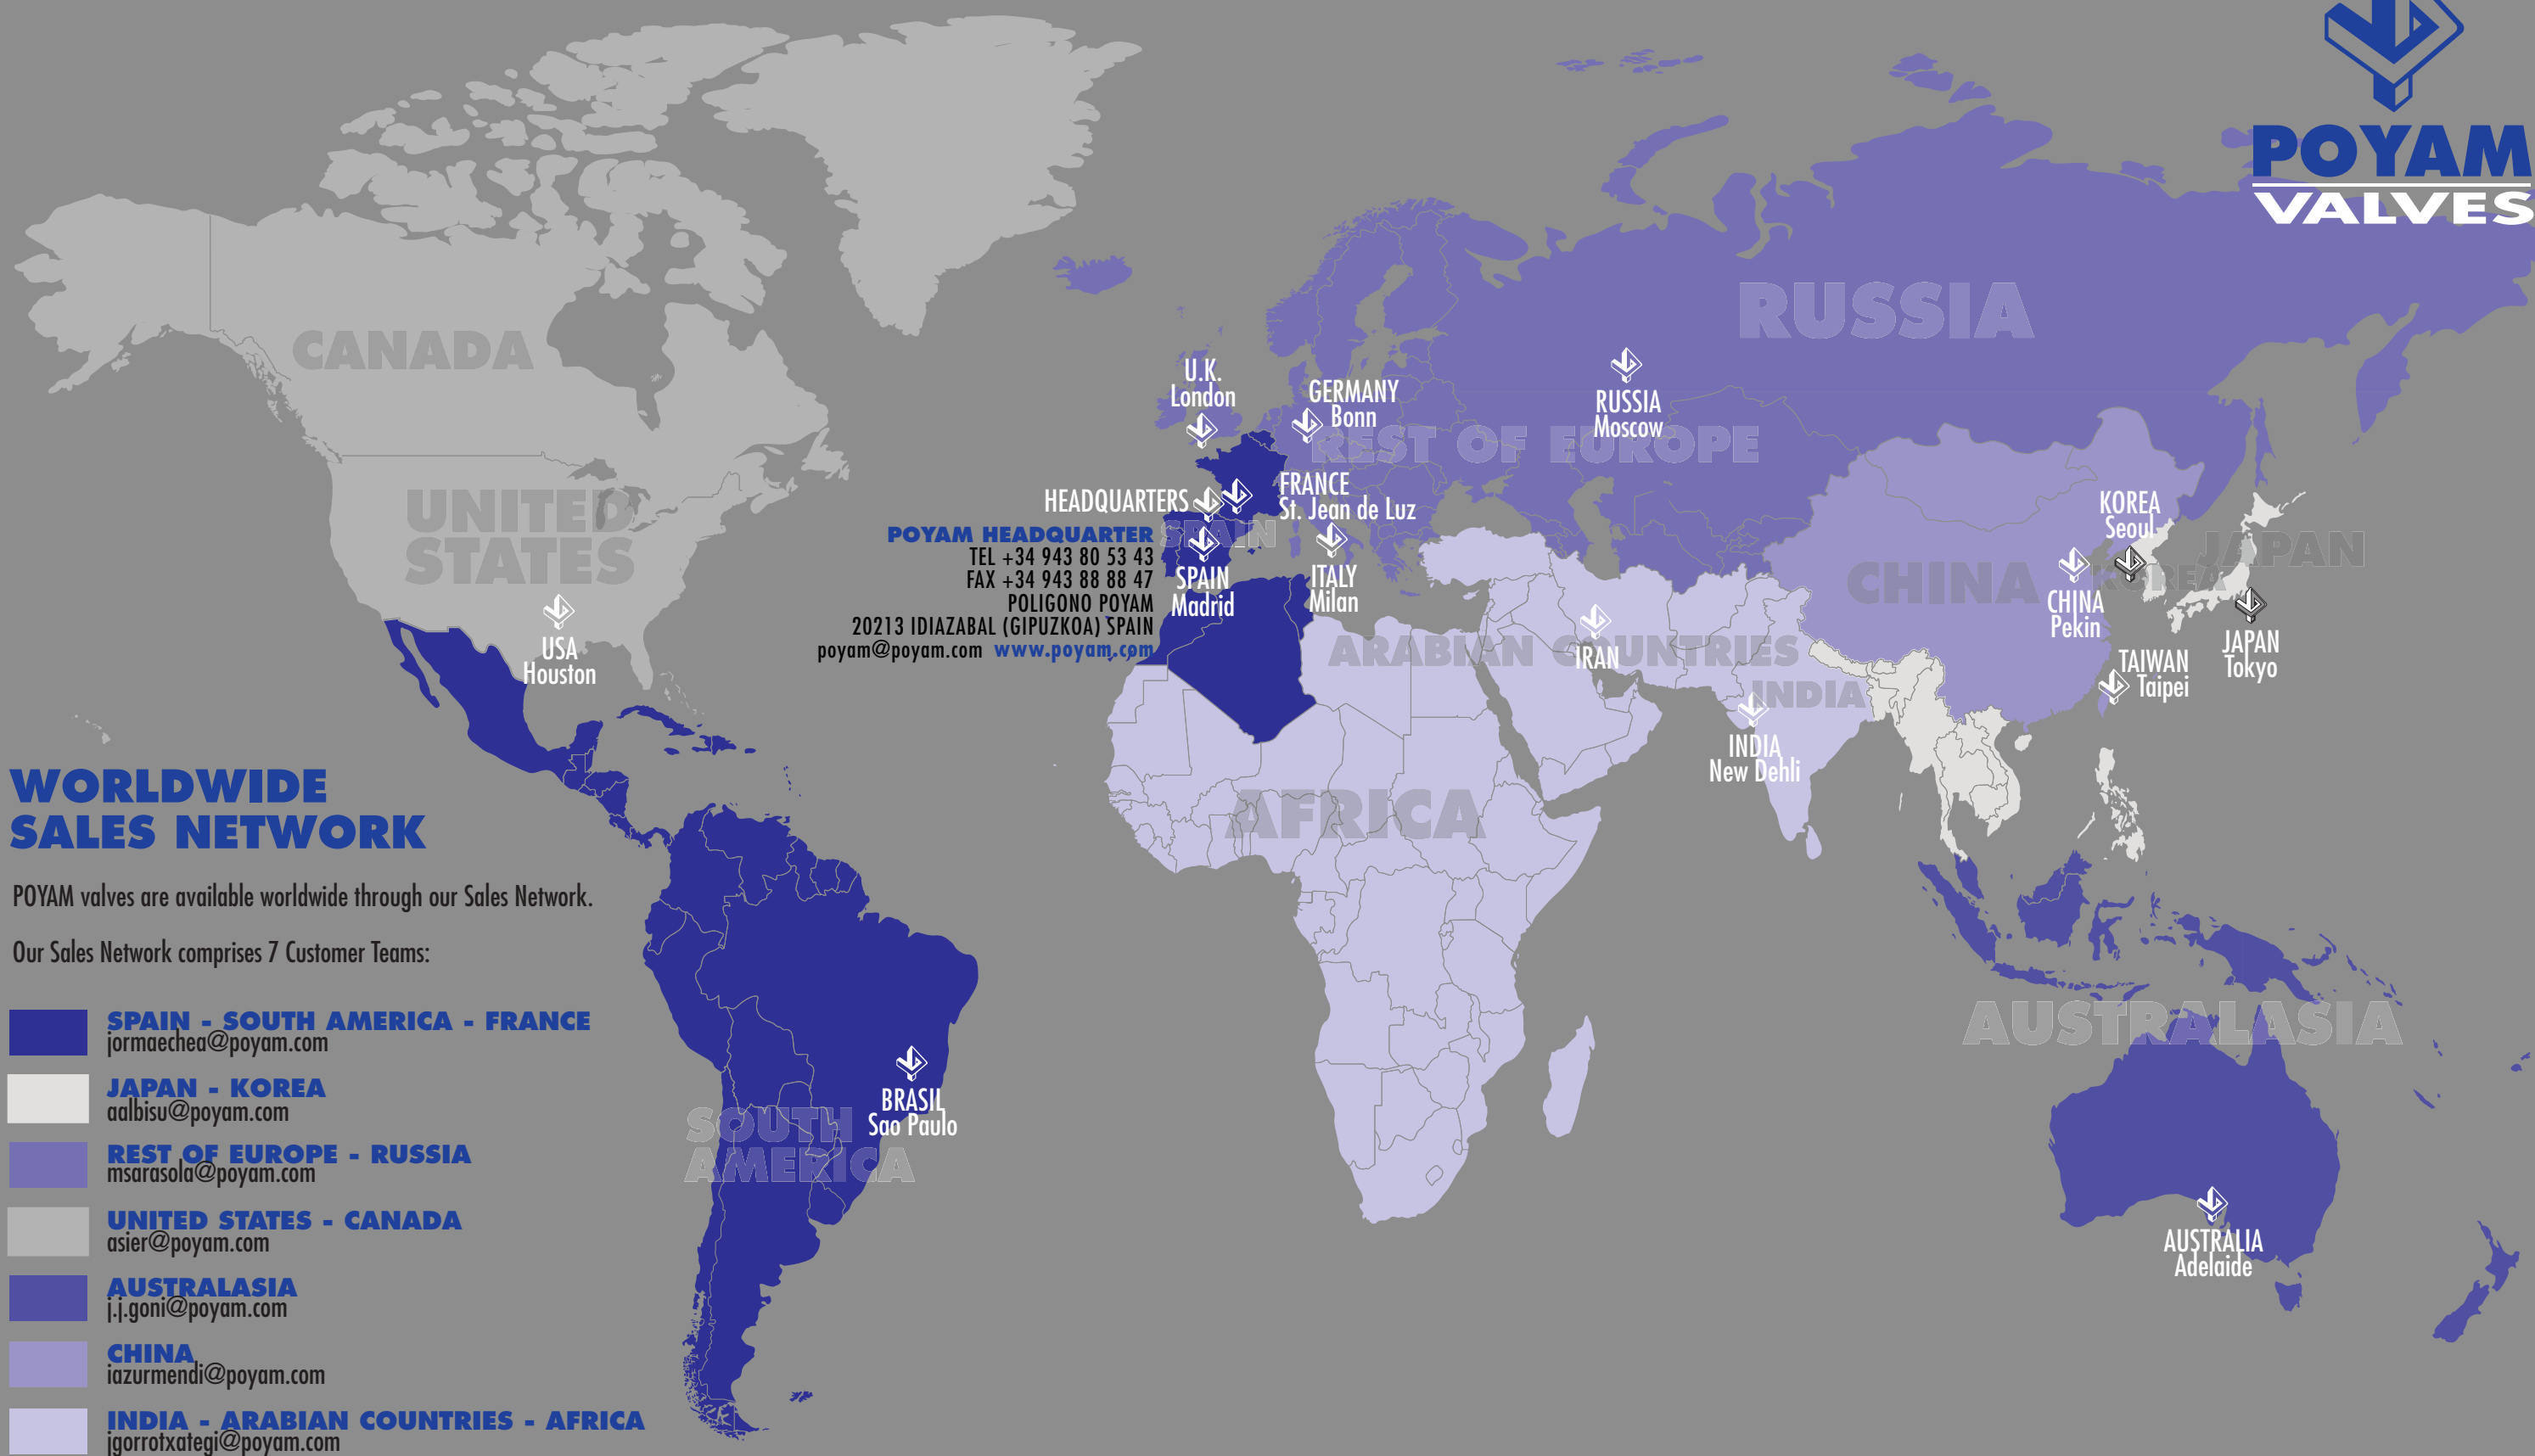 POYAM
VALVES
CANADA
UNITED
STATES
USA
Houston
RUSSIA
RUSSIA
Moscow
U.K.
London
GERMANY
Bonn
REST OF EUROPE
HEADQUARTERS
FRANCE
St. Jean de Luz
POYAM HEADQUARTER
TEL +34 943 80 53 43
FAX +34 943 88 88 47
POLIGONO POYAM
20213 IDIAZABAL (GIPUZKOA) SPAIN
poyam@poyam.com www.poyam.com
SPAIN
SPAIN
Madrid
ITALY
Milan
ARABIAN COUNTRIES
IRAN
INDIA
INDIA
New Dehli
AFRICA
CHINA
CHINA
Pekin
KOREA
Seoul
KOREA
JAPAN
JAPAN
Tokyo
TAIWAN
Taipei
AUSTRALASIA
AUSTRALIA
Adelaide
SOUTH
AMERICA
BRASIL
Sao Paulo
WORLDWIDE
SALES NETWORK
POYAM valves are available worldwide through our Sales Network.
Our Sales Network comprises 7 Customer Teams:
SPAIN - SOUTH AMERICA - FRANCE
jormaechea@poyam.com
JAPAN - KOREA
aalbisu@poyam.com
REST OF EUROPE - RUSSIA
msarasola@poyam.com
UNITED STATES - CANADA
asier@poyam.com
AUSTRALASIA
j.j.goni@poyam.com
CHINA
iazurmendi@poyam.com
INDIA - ARABIAN COUNTRIES - AFRICA
jgorrotxategi@poyam.com